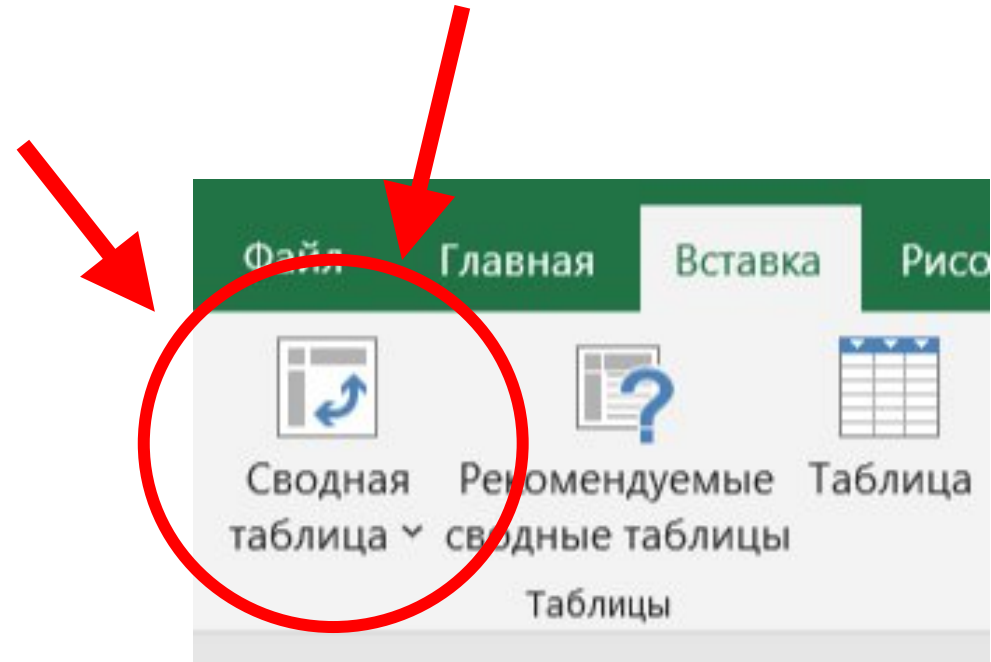 Файл Главная Вставка Рисо
Сводная таблица
Рекомендуемые сводные таблицы
Таблица
Таблицы